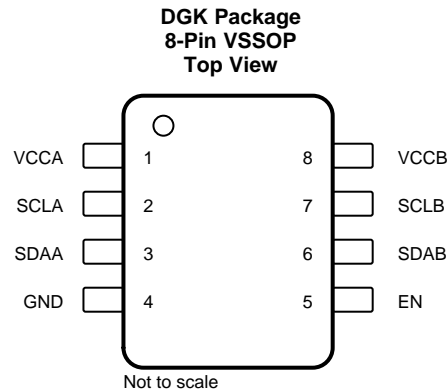 DGK Package
8-Pin VSSOP
Top View
VCCA 1 8 VCCB
SCLA 2 7 SCLB
SDAA 3 6 SDAB
GND 4 5 EN
Not to scale